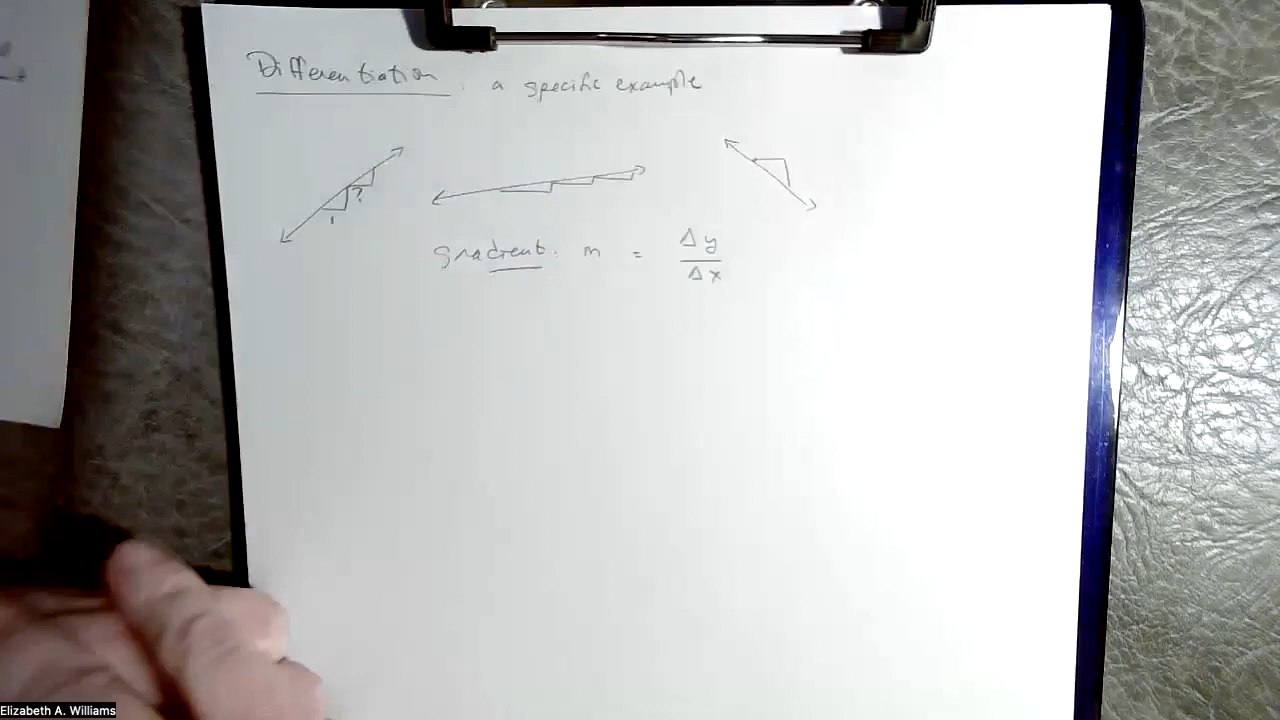 Differentiation: a specific example
1 ?
gradient: m = Δy/Δx
Elizabeth A. Williams